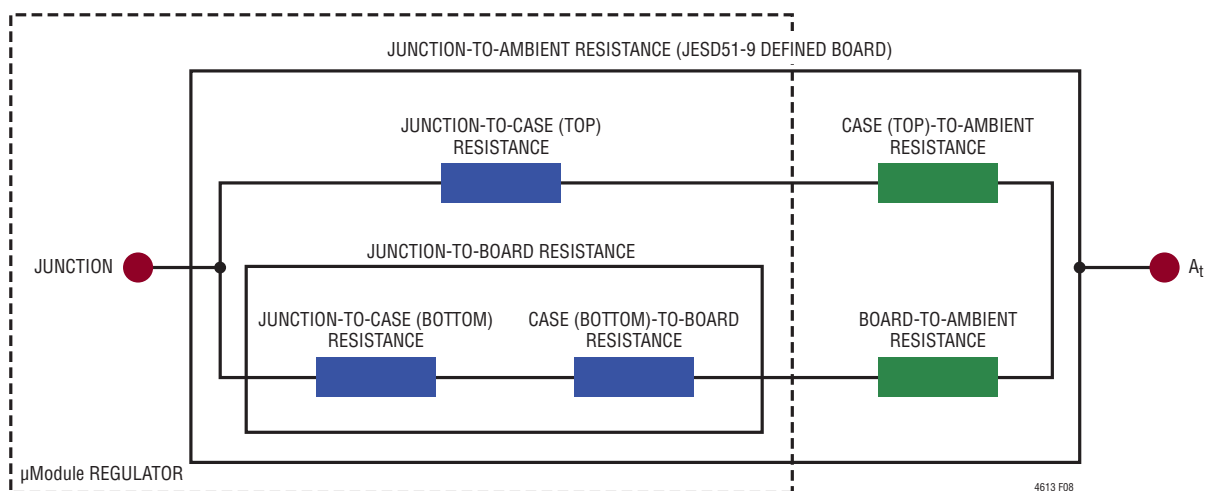 JUNCTION-TO-AMBIENT RESISTANCE (JESD51-9 DEFINED BOARD)
JUNCTION-TO-CASE (TOP)
RESISTANCE
CASE (TOP)-TO-AMBIENT
RESISTANCE
JUNCTION-TO-BOARD RESISTANCE
JUNCTION
At
JUNCTION-TO-CASE (BOTTOM)
RESISTANCE
CASE (BOTTOM)-TO-BOARD
RESISTANCE
BOARD-TO-AMBIENT
RESISTANCE
µModule REGULATOR
4613 F08